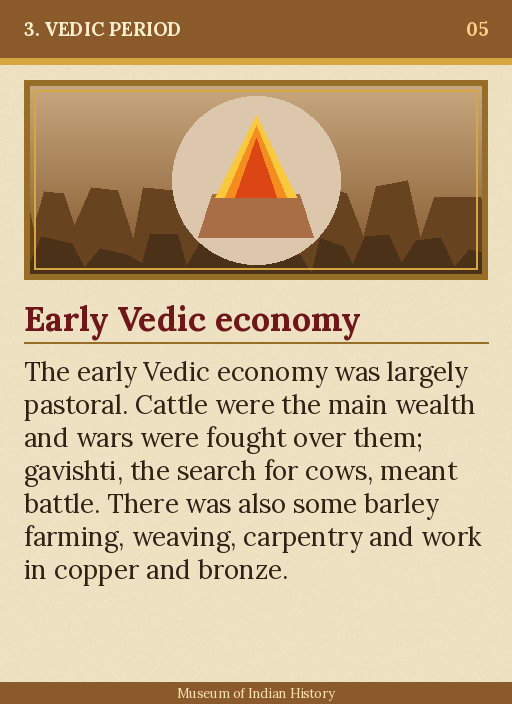 3. VEDIC PERIOD
05
Early Vedic economy
The early Vedic economy was largely
pastoral. Cattle were the main wealth
and wars were fought over them;
gavishti, the search for cows, meant
battle. There was also some barley
farming, weaving, carpentry and work
in copper and bronze.
Museum of Indian History